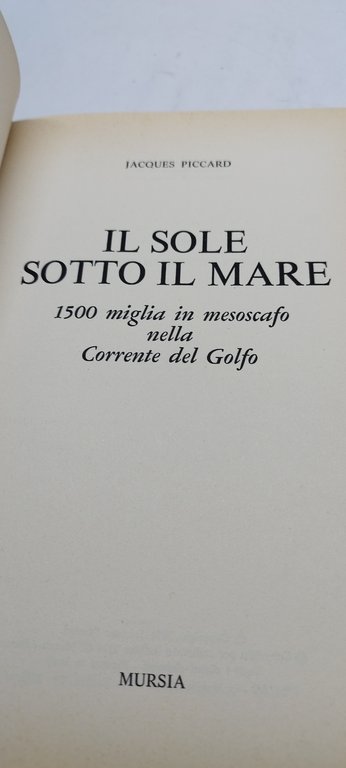 JACQUES PICCARD
IL SOLE
SOTTO IL MARE
1500 miglia in mesoscafo
nella
Corrente del Golfo
MURSIA